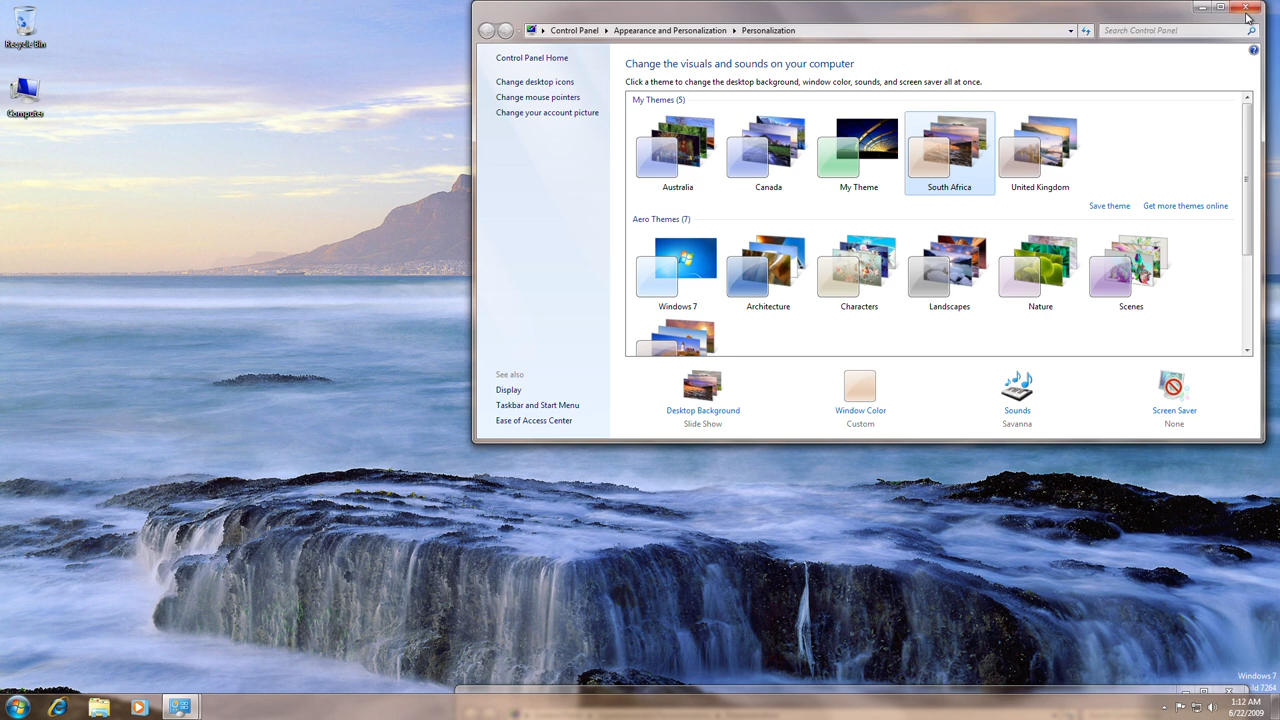 Recycle Bin
Computer
Control Panel Appearance and Personalization Personalization
Search Control Panel
Control Panel Home
Change desktop icons
Change mouse pointers
Change your account picture
See also
Display
Taskbar and Start Menu
Ease of Access Center
Change the visuals and sounds on your computer
Click a theme to change the desktop background, window color, sounds, and screen saver all at once.
My Themes (5)
Australia Canada My Theme South Africa United Kingdom
Save theme Get more themes online
Aero Themes (7)
Windows 7 Architecture Characters Landscapes Nature Scenes
Desktop Background Window Color Sounds Screen Saver
Slide Show Custom Savanna None
Windows 7
7264
1:12 AM
6/22/2009